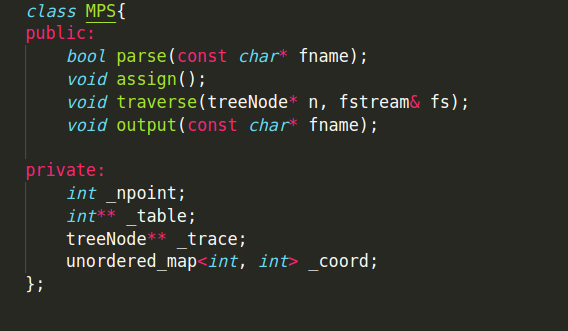 class MPS{
public:
    bool parse(const char* fname);
    void assign();
    void traverse(treeNode* n, fstream& fs);
    void output(const char* fname);

private:
    int _npoint;
    int** _table;
    treeNode** _trace;
    unordered_map<int, int> _coord;
};